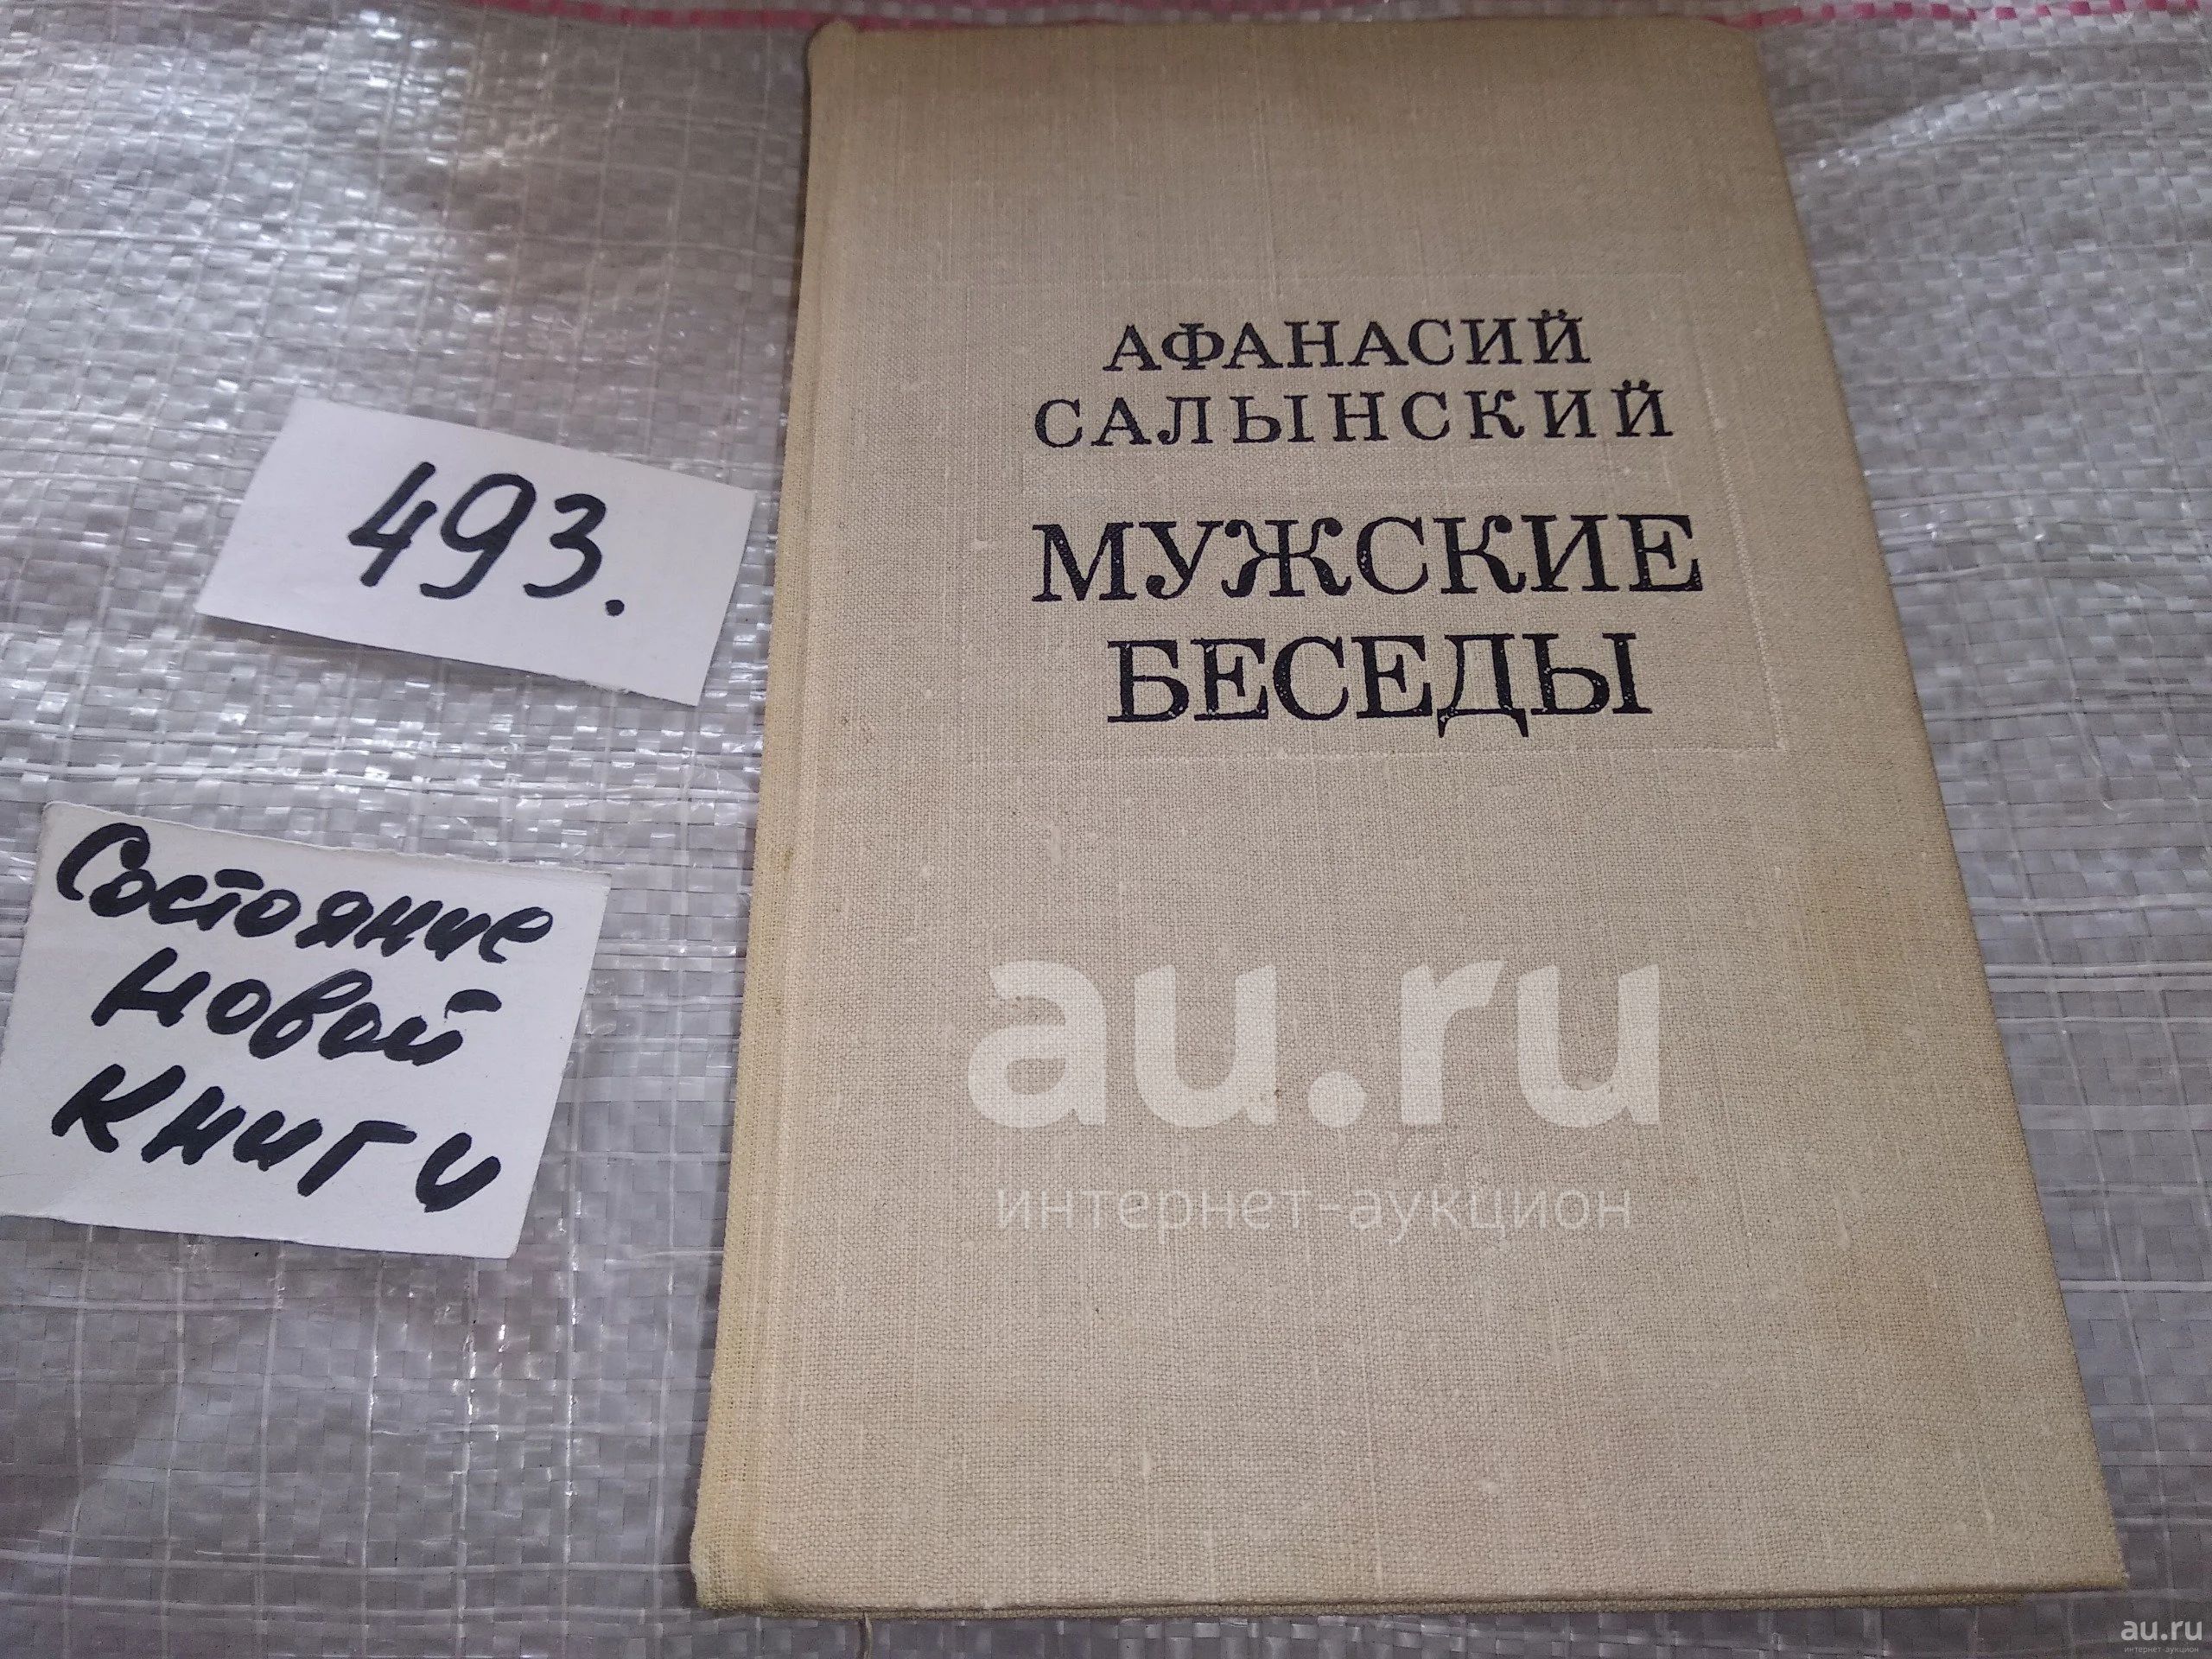 АФАНАСИЙ
САЛЫНСКИЙ
МУЖСКИЕ
БЕСЕДЫ
493.
Состояние
новой
книги
au.ru
интернет-аукцион
au.ru
интернет-аукцион